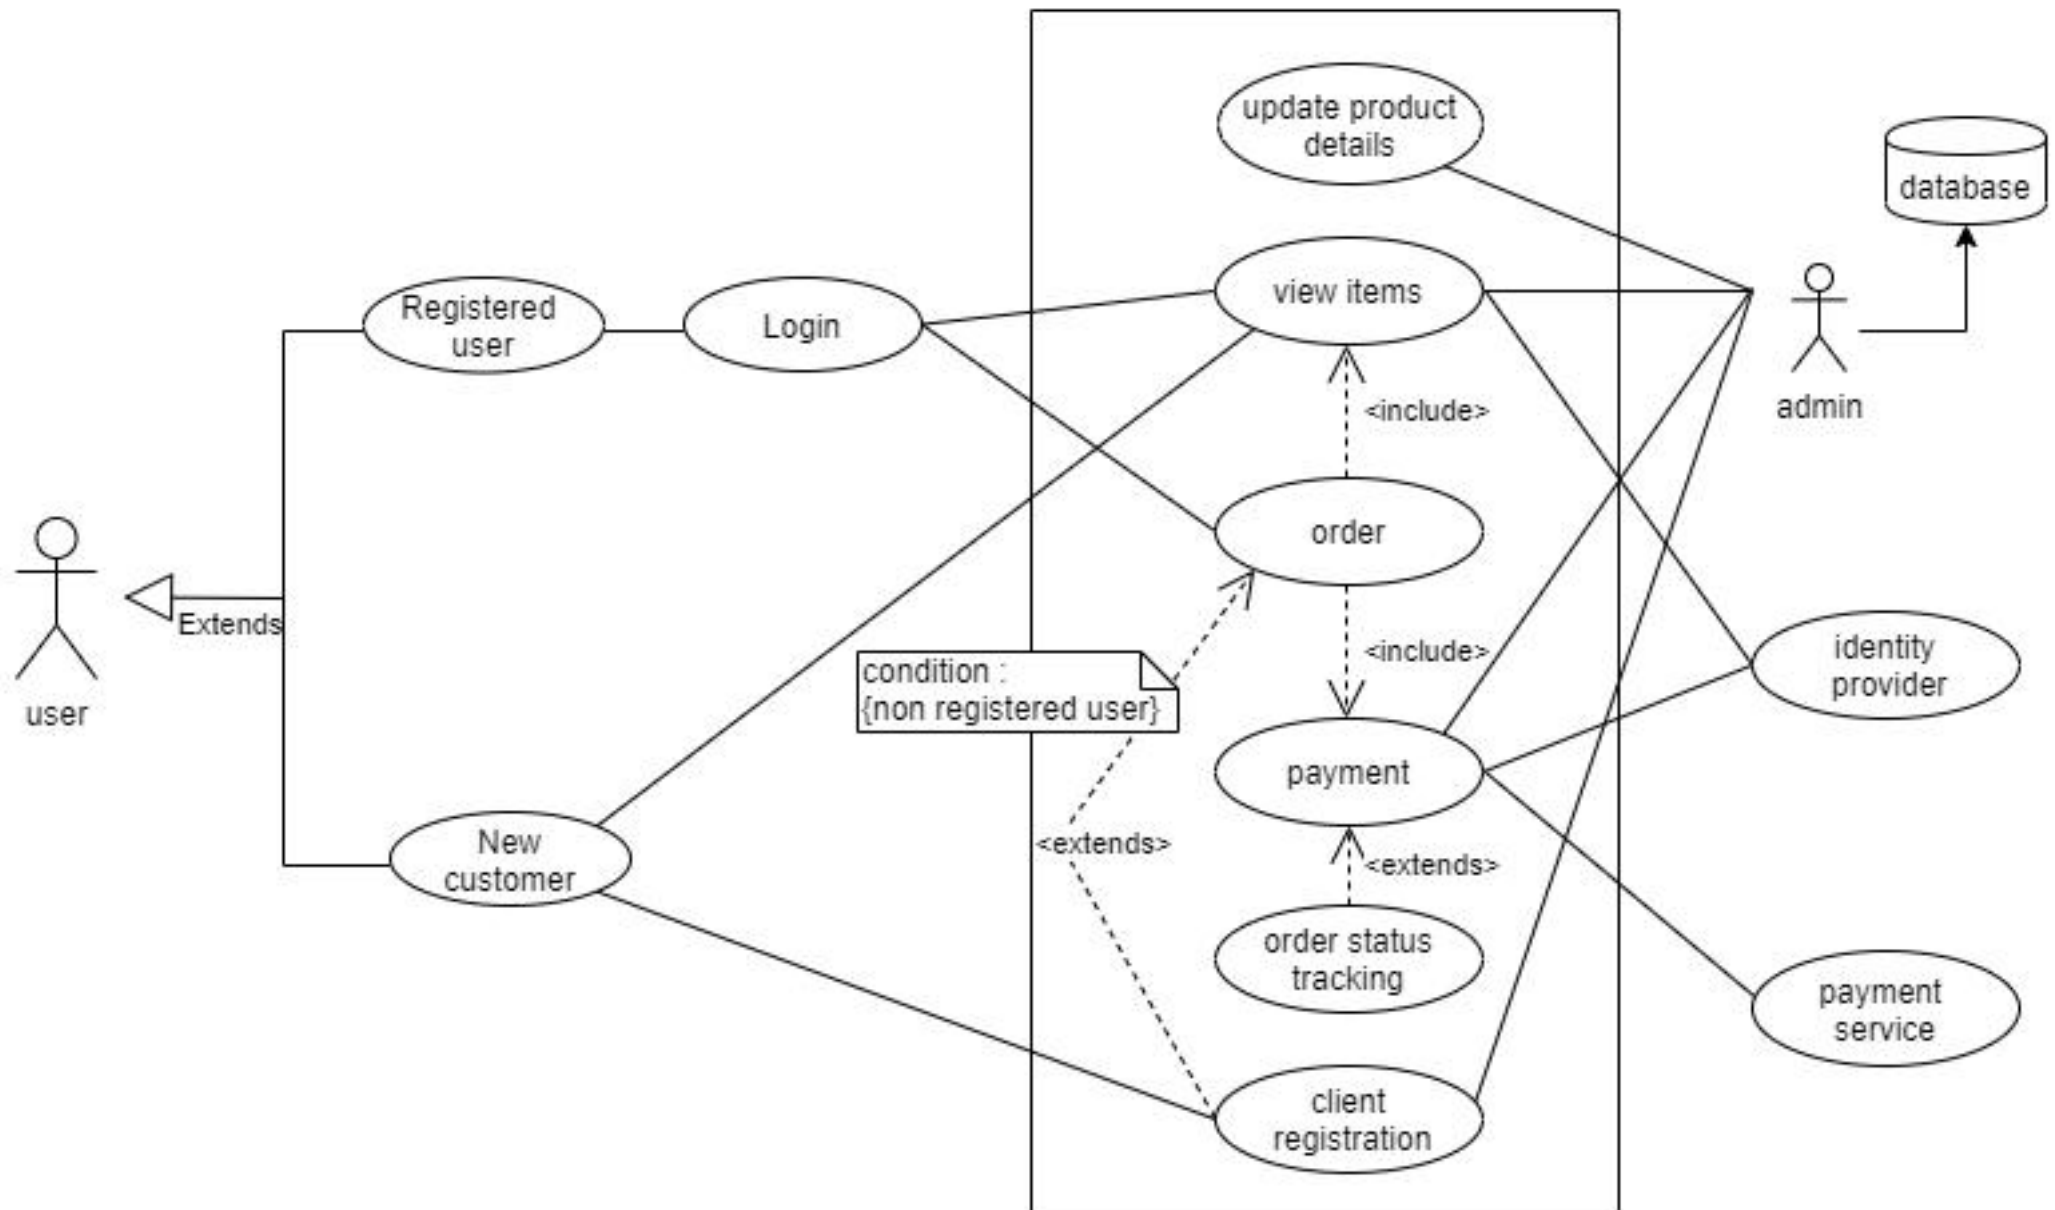 update product
details
database
Registered
user
Login
view items
<include>
admin
order
Extends
user
condition :
{non registered user}
<include>
identity
provider
payment
New
customer
<extends>
<extends>
order status
tracking
payment
service
client
registration